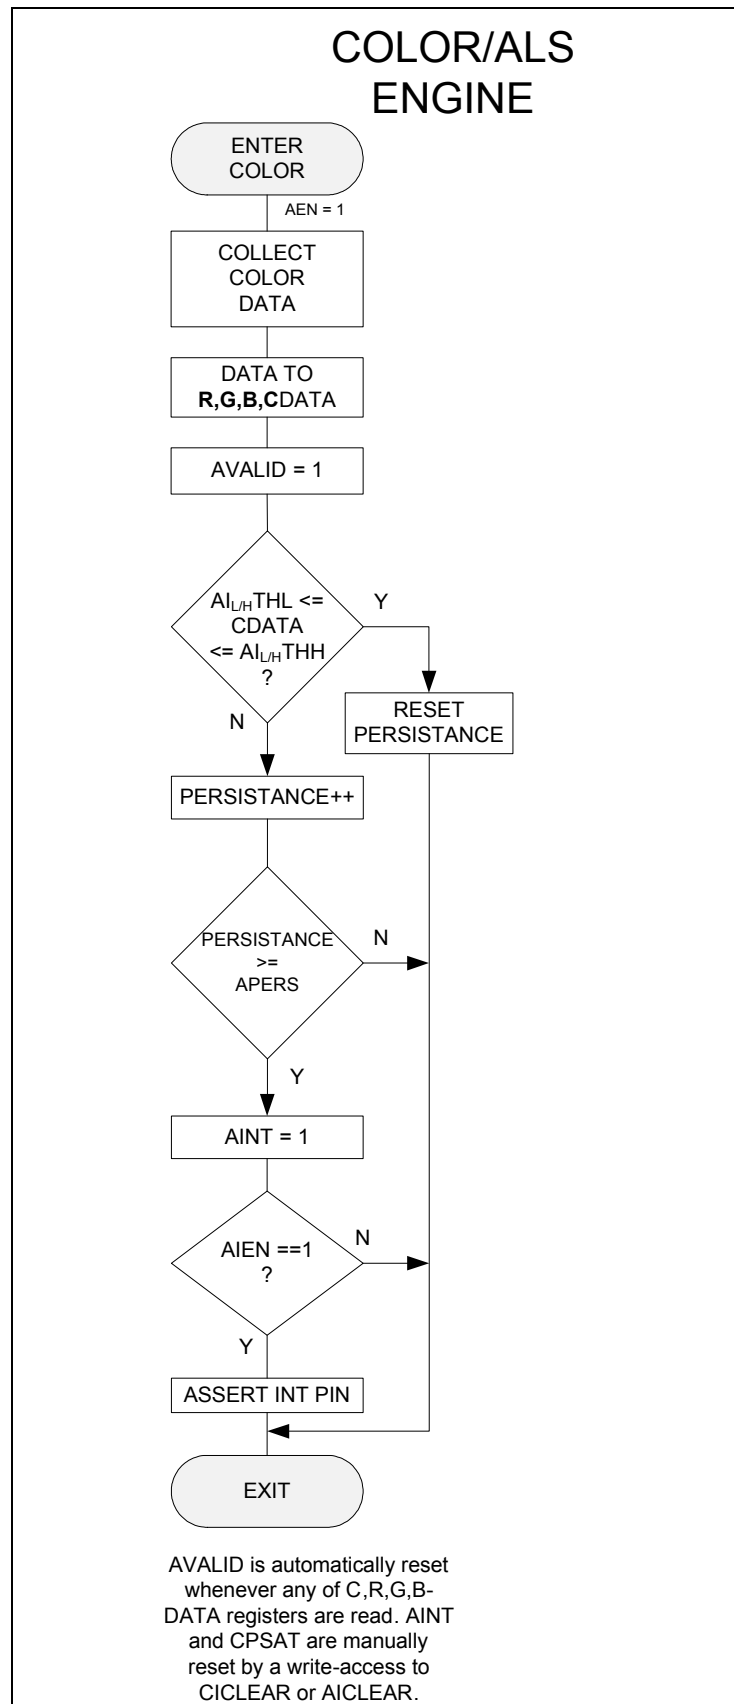 COLOR/ALS
ENGINE
ENTER
COLOR
AEN = 1
COLLECT
COLOR
DATA
DATA TO
R,G,B,CDATA
AVALID = 1
AIL/HTHL <=
CDATA
<= AIL/HTHH
?
Y
N
RESET
PERSISTANCE
PERSISTANCE++
PERSISTANCE
>=
APERS
N
Y
AINT = 1
AIEN ==1
?
N
Y
ASSERT INT PIN
EXIT
AVALID is automatically reset
whenever any of C,R,G,B-
DATA registers are read. AINT
and CPSAT are manually
reset by a write-access to
CICLEAR or AICLEAR.